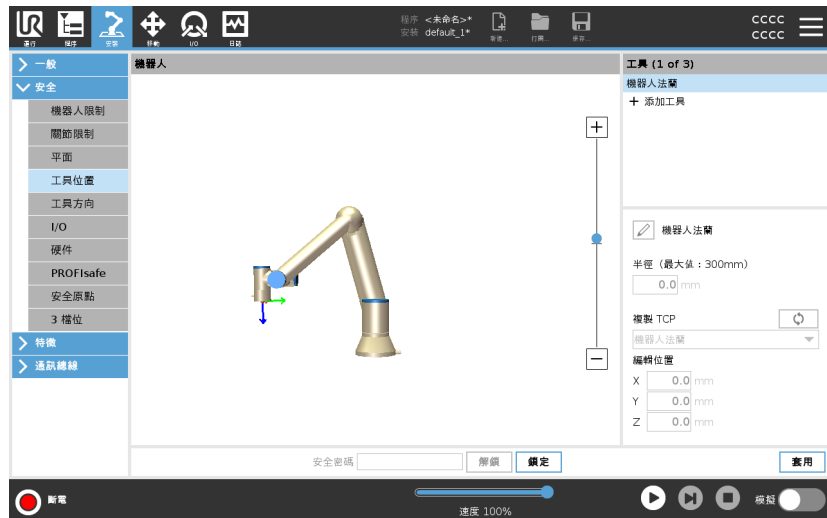 UR
程序 <未命名>*
安装 default_1*
新建...
打開...
保存...
cccc
cccc
運行
程序
安裝
移動
I/O
日誌
一般
安全
機器人限制
關節限制
平面
工具位置
工具方向
I/O
硬件
PROFIsafe
安全原點
3 檔位
特徵
通訊總線
機器人
+
−
安全密碼
解鎖
鎖定
工具 (1 of 3)
機器人法蘭
+ 添加工具
機器人法蘭
半徑（最大值：300mm）
0.0 mm
複製 TCP
機器人法蘭
編輯位置
X 0.0 mm
Y 0.0 mm
Z 0.0 mm
套用
斷電
速度 100%
模擬